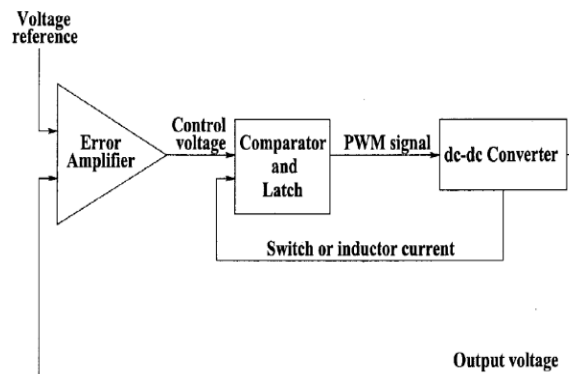 Voltage
reference
Error
Amplifier
Control
voltage
Comparator
and
Latch
PWM signal
dc-dc Converter
Switch or inductor current
Output voltage